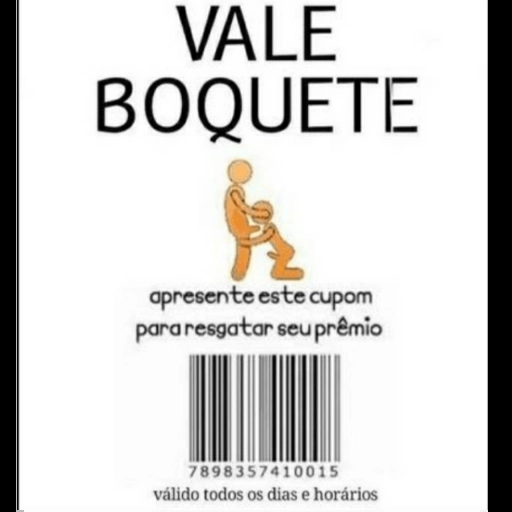 VALE
BOQUETE
apresente este cupom
para resgatar seu prêmio
7898357410015
válido todos os dias e horários